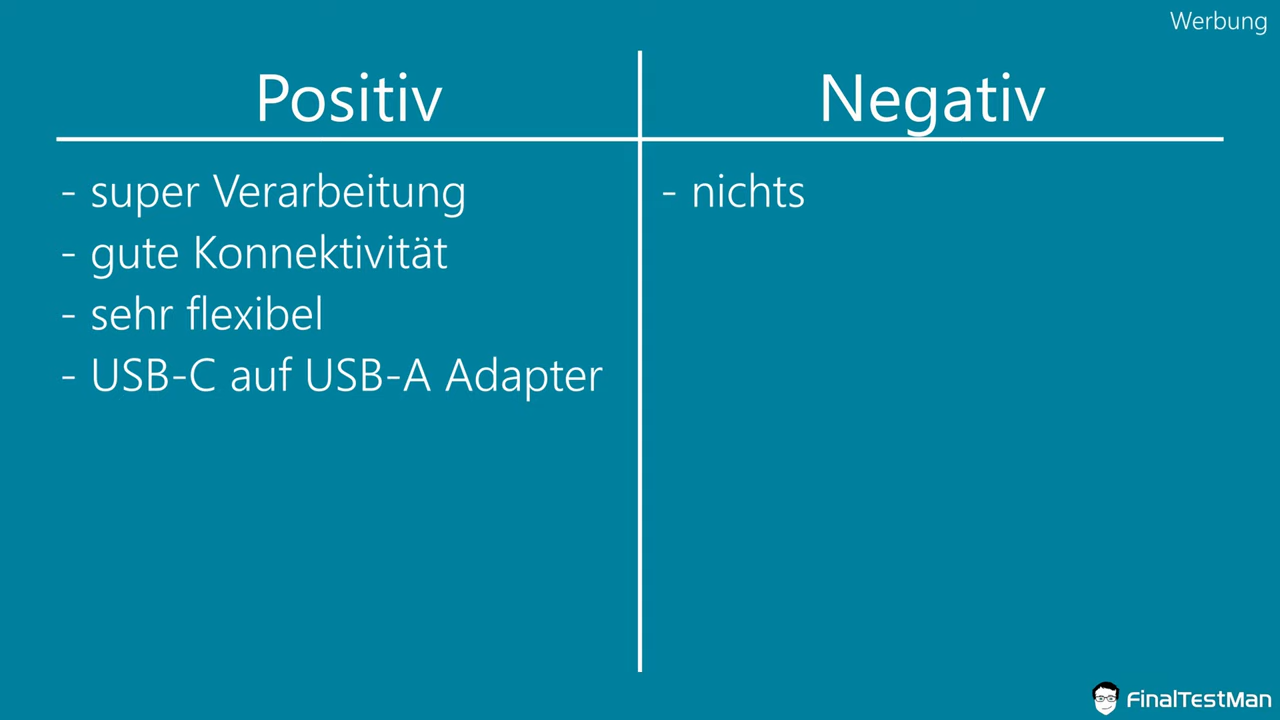 Werbung
Positiv
Negativ
- super Verarbeitung
- gute Konnektivität
- sehr flexibel
- USB-C auf USB-A Adapter
- nichts
FinalTestMan